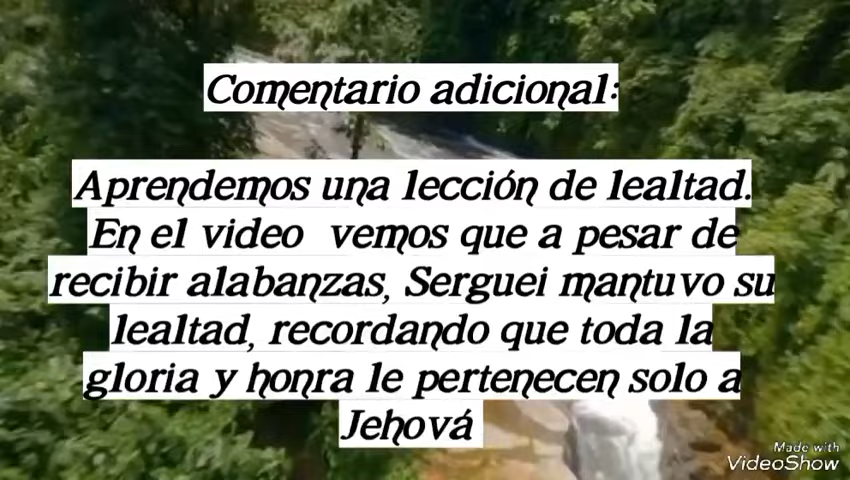 Comentario adicional:
Aprendemos una lección de lealtad.
En el video vemos que a pesar de
recibir alabanzas, Serguei mantuvo su
lealtad, recordando que toda la
gloria y honra le pertenecen solo a
Jehová
Made with
VideoShow